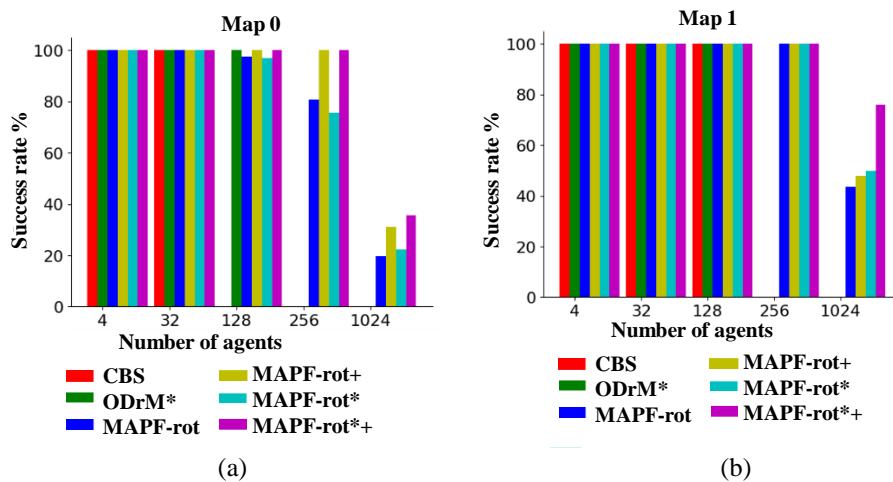 Map 0
Success rate %
100
80
60
40
20
0
4 32 128 256 1024
Number of agents
CBS
ODrM*
MAPF-rot
MAPF-rot+
MAPF-rot*
MAPF-rot*+
(a)
Map 1
Success rate %
100
80
60
40
20
0
4 32 128 256 1024
Number of agents
CBS
ODrM*
MAPF-rot
MAPF-rot+
MAPF-rot*
MAPF-rot*+
(b)